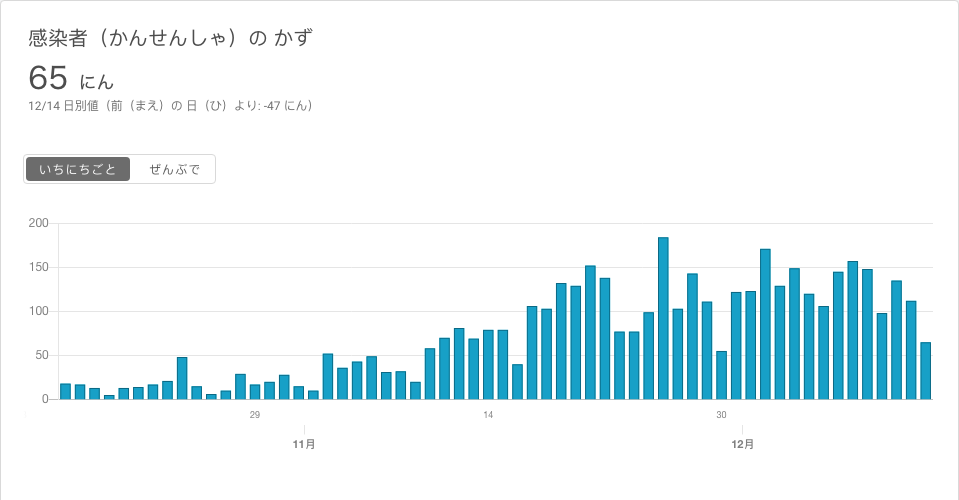 感染者（かんせんしゃ）の かず
65 にん
12/14 日別値（前（まえ）の 日（ひ）より: -47 にん）
いちにちごと ぜんぶで
200
150
100
50
0
29 14 30
11月 12月